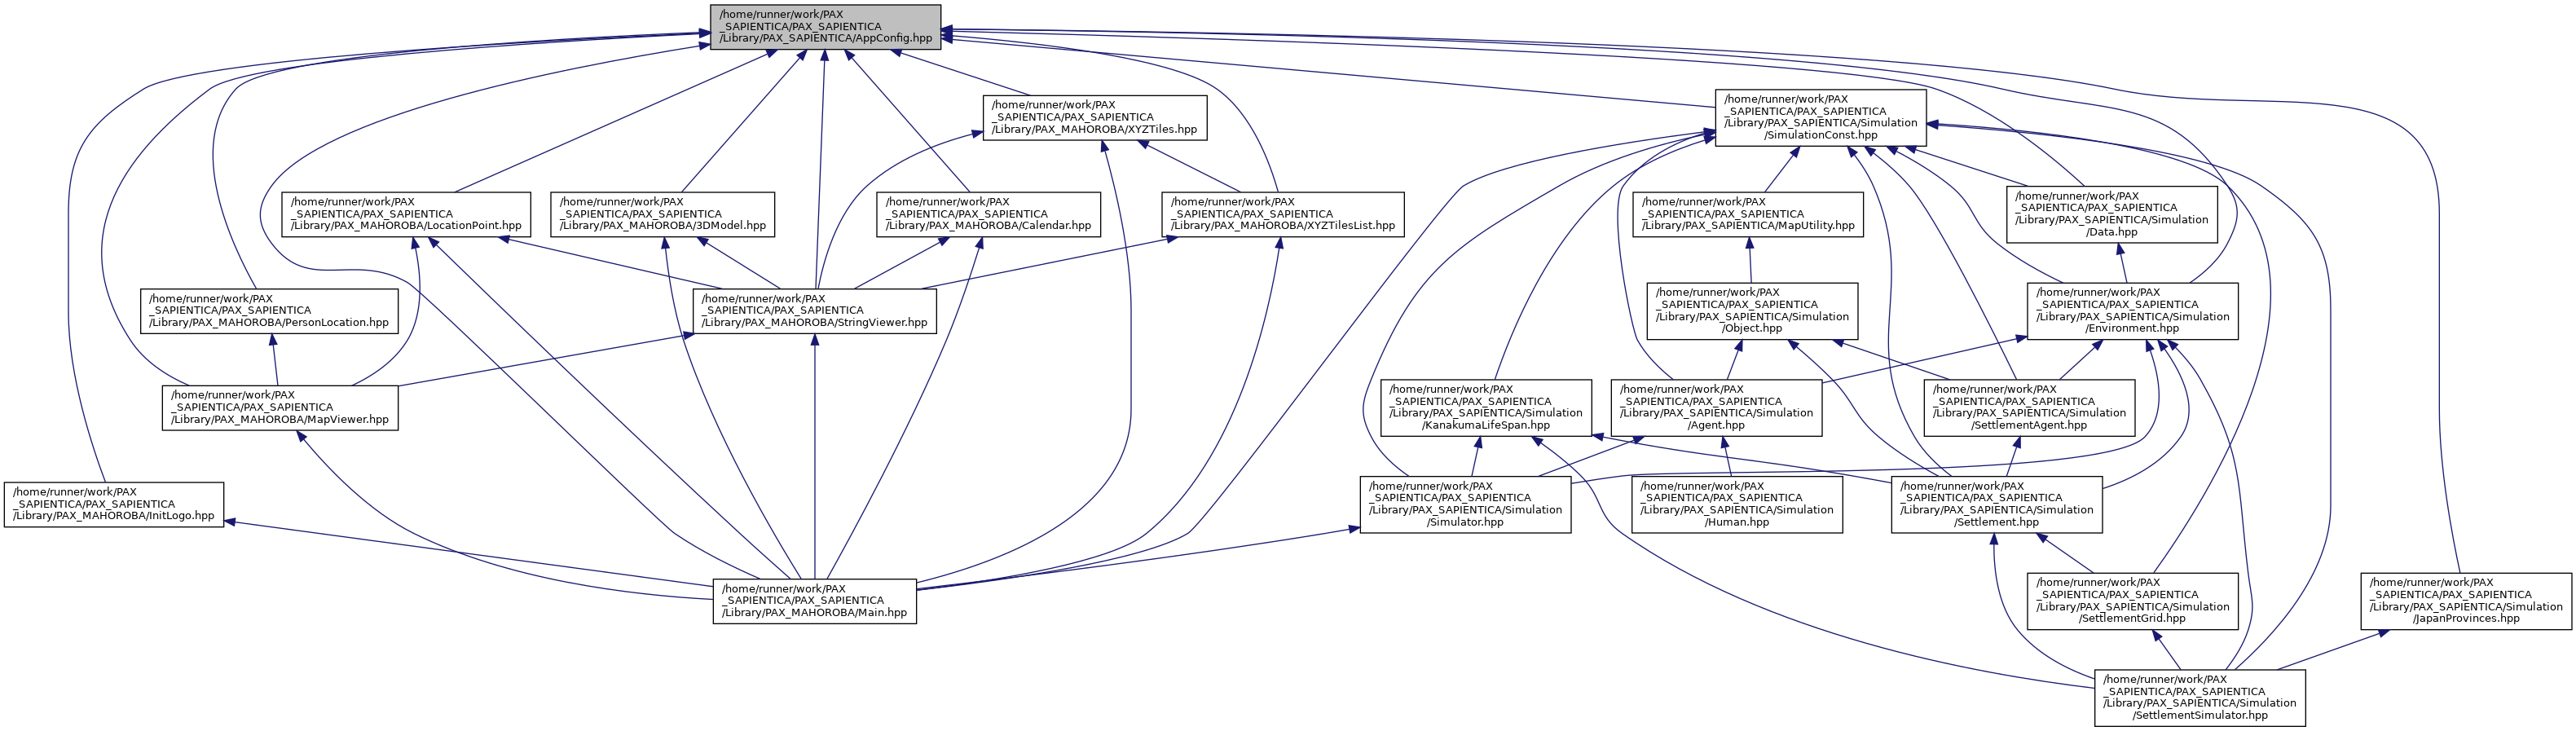 /home/runner/work/PAX
_SAPIENTICA/PAX_SAPIENTICA
/Library/PAX_SAPIENTICA/AppConfig.hpp
/home/runner/work/PAX
_SAPIENTICA/PAX_SAPIENTICA
/Library/PAX_MAHOROBA/XYZTiles.hpp
/home/runner/work/PAX
_SAPIENTICA/PAX_SAPIENTICA
/Library/PAX_SAPIENTICA/Simulation
/SimulationConst.hpp
/home/runner/work/PAX
_SAPIENTICA/PAX_SAPIENTICA
/Library/PAX_MAHOROBA/LocationPoint.hpp
/home/runner/work/PAX
_SAPIENTICA/PAX_SAPIENTICA
/Library/PAX_MAHOROBA/3DModel.hpp
/home/runner/work/PAX
_SAPIENTICA/PAX_SAPIENTICA
/Library/PAX_MAHOROBA/Calendar.hpp
/home/runner/work/PAX
_SAPIENTICA/PAX_SAPIENTICA
/Library/PAX_MAHOROBA/XYZTilesList.hpp
/home/runner/work/PAX
_SAPIENTICA/PAX_SAPIENTICA
/Library/PAX_SAPIENTICA/MapUtility.hpp
/home/runner/work/PAX
_SAPIENTICA/PAX_SAPIENTICA
/Library/PAX_SAPIENTICA/Simulation
/Data.hpp
/home/runner/work/PAX
_SAPIENTICA/PAX_SAPIENTICA
/Library/PAX_MAHOROBA/PersonLocation.hpp
/home/runner/work/PAX
_SAPIENTICA/PAX_SAPIENTICA
/Library/PAX_MAHOROBA/StringViewer.hpp
/home/runner/work/PAX
_SAPIENTICA/PAX_SAPIENTICA
/Library/PAX_SAPIENTICA/Simulation
/Object.hpp
/home/runner/work/PAX
_SAPIENTICA/PAX_SAPIENTICA
/Library/PAX_SAPIENTICA/Simulation
/Environment.hpp
/home/runner/work/PAX
_SAPIENTICA/PAX_SAPIENTICA
/Library/PAX_MAHOROBA/MapViewer.hpp
/home/runner/work/PAX
_SAPIENTICA/PAX_SAPIENTICA
/Library/PAX_SAPIENTICA/Simulation
/KanakumaLifeSpan.hpp
/home/runner/work/PAX
_SAPIENTICA/PAX_SAPIENTICA
/Library/PAX_SAPIENTICA/Simulation
/Agent.hpp
/home/runner/work/PAX
_SAPIENTICA/PAX_SAPIENTICA
/Library/PAX_SAPIENTICA/Simulation
/SettlementAgent.hpp
/home/runner/work/PAX
_SAPIENTICA/PAX_SAPIENTICA
/Library/PAX_MAHOROBA/InitLogo.hpp
/home/runner/work/PAX
_SAPIENTICA/PAX_SAPIENTICA
/Library/PAX_SAPIENTICA/Simulation
/Simulator.hpp
/home/runner/work/PAX
_SAPIENTICA/PAX_SAPIENTICA
/Library/PAX_SAPIENTICA/Simulation
/Human.hpp
/home/runner/work/PAX
_SAPIENTICA/PAX_SAPIENTICA
/Library/PAX_SAPIENTICA/Simulation
/Settlement.hpp
/home/runner/work/PAX
_SAPIENTICA/PAX_SAPIENTICA
/Library/PAX_MAHOROBA/Main.hpp
/home/runner/work/PAX
_SAPIENTICA/PAX_SAPIENTICA
/Library/PAX_SAPIENTICA/Simulation
/SettlementGrid.hpp
/home/runner/work/PAX
_SAPIENTICA/PAX_SAPIENTICA
/Library/PAX_SAPIENTICA/Simulation
/JapanProvinces.hpp
/home/runner/work/PAX
_SAPIENTICA/PAX_SAPIENTICA
/Library/PAX_SAPIENTICA/Simulation
/SettlementSimulator.hpp